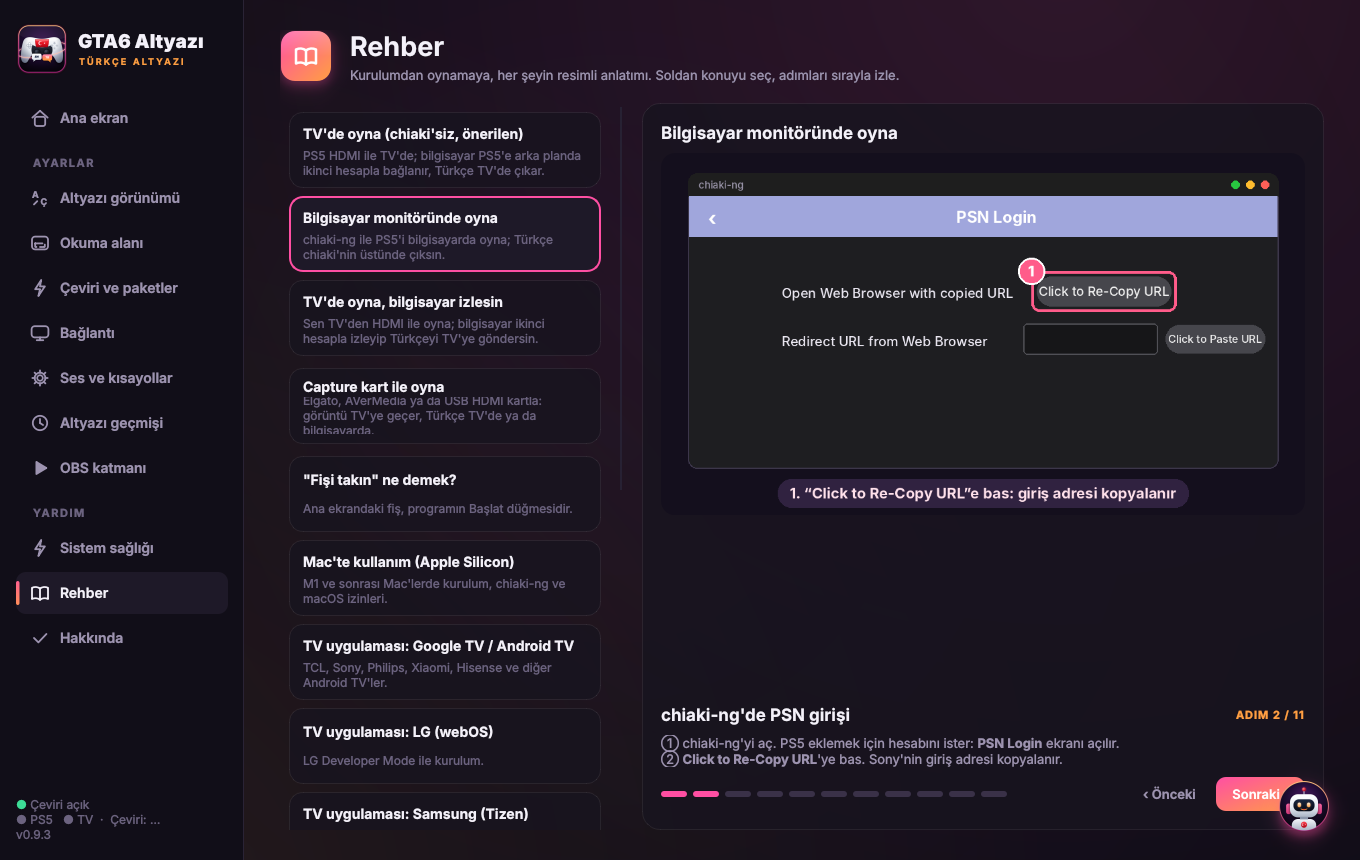 GTA6 Altyazı
TÜRKÇE ALTYAZI
Ana ekran
AYARLAR
Altyazı görünümü
Okuma alanı
Çeviri ve paketler
Bağlantı
Ses ve kısayollar
Altyazı geçmişi
OBS katmanı
YARDIM
Sistem sağlığı
Rehber
Hakkında
Çeviri açık
PS5 TV · Çeviri: ...
v0.9.3
Rehber
Kurulumdan oynamaya, her şeyin resimli anlatımı. Soldan konuyu seç, adımları sırayla izle.
TV'de oyna (chiaki'siz, önerilen)
PS5 HDMI ile TV'de; bilgisayar PS5'e arka planda
ikinci hesapla bağlanır, Türkçe TV'de çıkar.
Bilgisayar monitöründe oyna
chiaki-ng ile PS5'i bilgisayarda oyna; Türkçe
chiaki'nin üstünde çıksın.
TV'de oyna, bilgisayar izlesin
Sen TV'den HDMI ile oyna; bilgisayar ikinci
hesapla izleyip Türkçeyi TV'ye göndersin.
Capture kart ile oyna
Elgato, AVerMedia ya da USB HDMI kartla:
görüntü TV'ye geçer, Türkçe TV'de ya da
bilgisayarda.
"Fişi takın" ne demek?
Ana ekrandaki fiş, programın Başlat düğmesidir.
Mac'te kullanım (Apple Silicon)
M1 ve sonrası Mac'lerde kurulum, chiaki-ng ve
macOS izinleri.
TV uygulaması: Google TV / Android TV
TCL, Sony, Philips, Xiaomi, Hisense ve diğer
Android TV'ler.
TV uygulaması: LG (webOS)
LG Developer Mode ile kurulum.
TV uygulaması: Samsung (Tizen)
Bilgisayar monitöründe oyna
chiaki-ng
‹ PSN Login
1
Open Web Browser with copied URL Click to Re-Copy URL
Redirect URL from Web Browser Click to Paste URL
1. “Click to Re-Copy URL”e bas: giriş adresi kopyalanır
chiaki-ng'de PSN girişi ADIM 2 / 11
① chiaki-ng'yi aç. PS5 eklemek için hesabını ister: PSN Login ekranı açılır.
② Click to Re-Copy URL'ye bas. Sony'nin giriş adresi kopyalanır.
‹ Önceki Sonraki